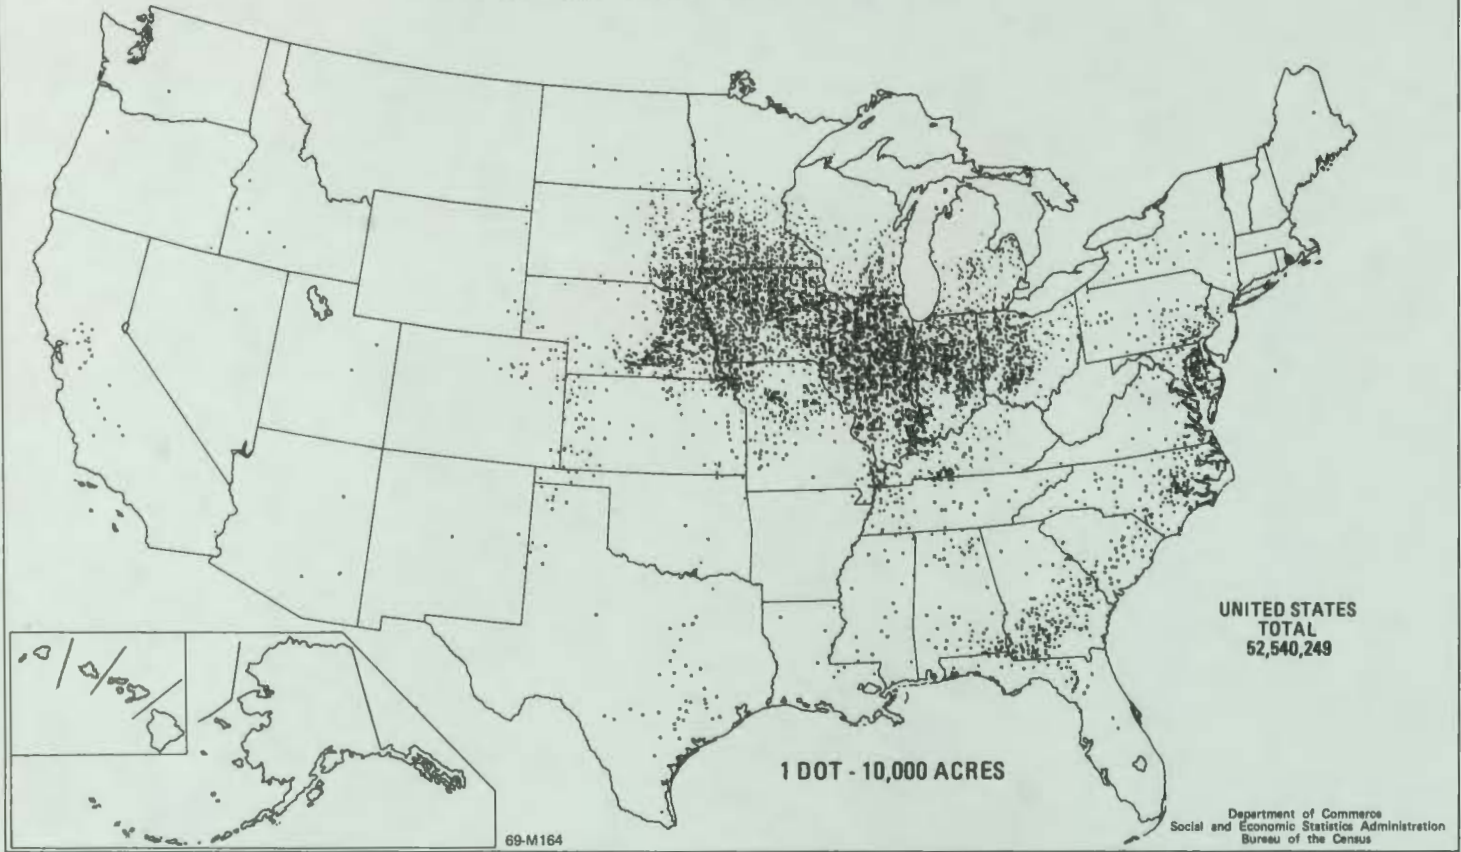 UNITED STATES
TOTAL
52,540,249
1 DOT - 10,000 ACRES
69-M164
Department of Commerce
Social and Economic Statistics Administration
Bureau of the Census